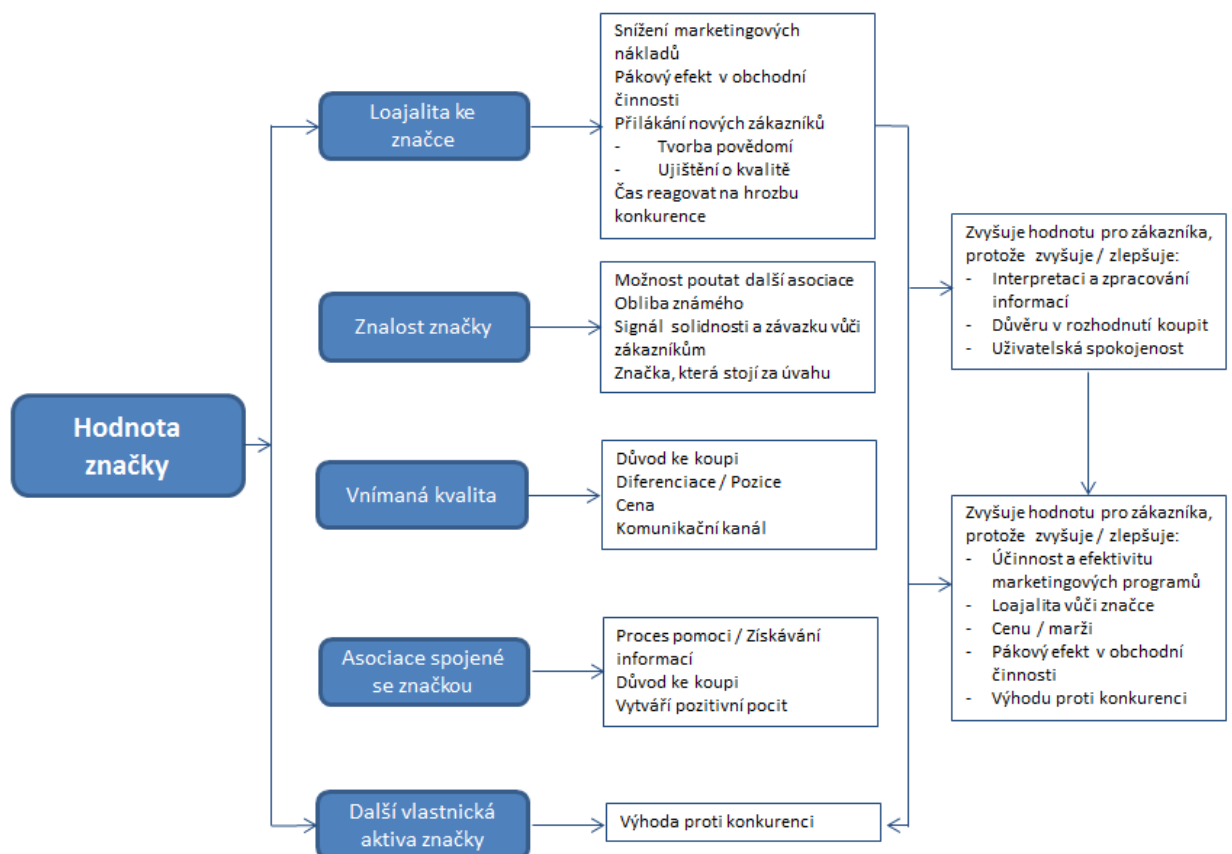 Hodnota
značky
Loajalita ke
značce
Snížení marketingových
nákladů
Pákový efekt v obchodní
činnosti
Přilákání nových zákazníků
- Tvorba povědomí
- Ujištění o kvalitě
Čas reagovat na hrozbu
konkurence
Znalost značky
Možnost poutat další asociace
Obliba známého
Signál solidnosti a závazku vůči
zákazníkům
Značka, která stojí za úvahu
Vnímaná kvalita
Důvod ke koupi
Diferenciace / Pozice
Cena
Komunikační kanál
Asociace spojené
se značkou
Proces pomoci / Získávání
informací
Důvod ke koupi
Vytváří pozitivní pocit
Další vlastnická
aktiva značky
Výhoda proti konkurenci
Zvyšuje hodnotu pro zákazníka,
protože zvyšuje / zlepšuje:
- Interpretaci a zpracování
informací
- Důvěru v rozhodnutí koupit
- Uživatelská spokojenost
Zvyšuje hodnotu pro zákazníka,
protože zvyšuje / zlepšuje:
- Účinnost a efektivitu
marketingových programů
- Loajalita vůči značce
- Cenu / marži
- Pákový efekt v obchodní
činnosti
- Výhodu proti konkurenci